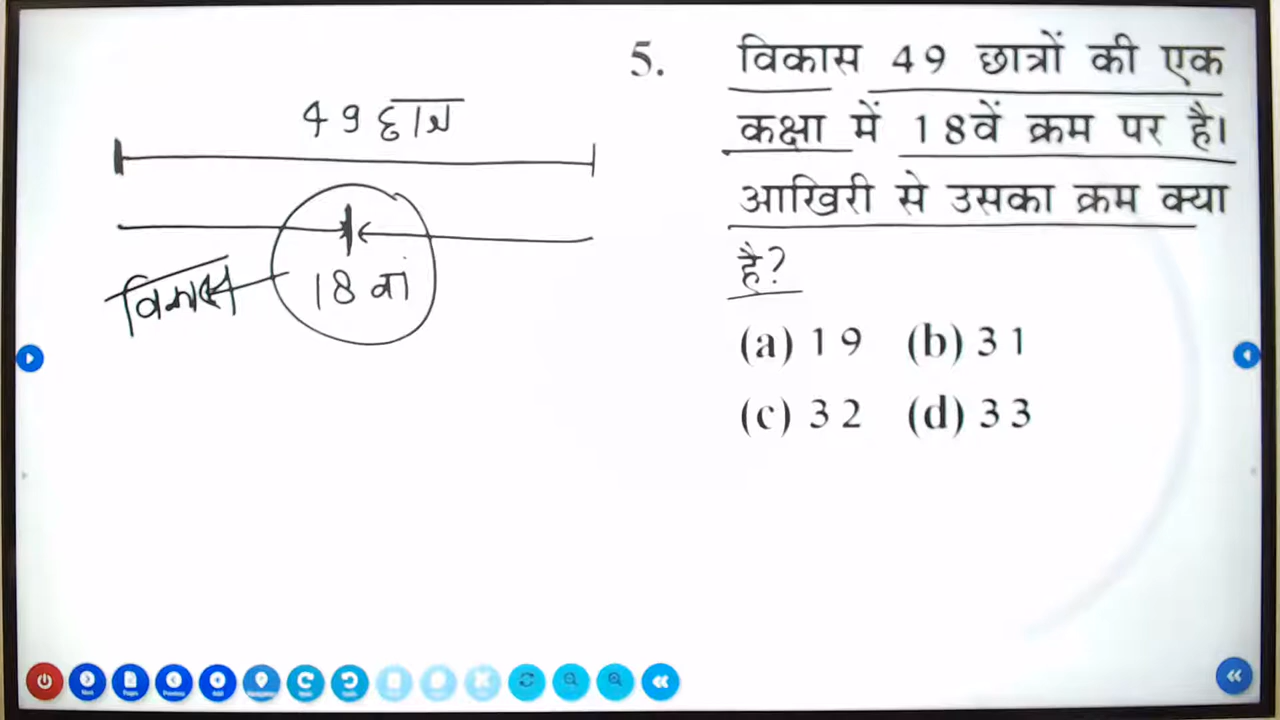 49 छात्र
18 वां
विकास
5. विकास 49 छात्रों की एक
कक्षा में 18वें क्रम पर है।
आखिरी से उसका क्रम क्या
है?
(a) 19 (b) 31
(c) 32 (d) 33